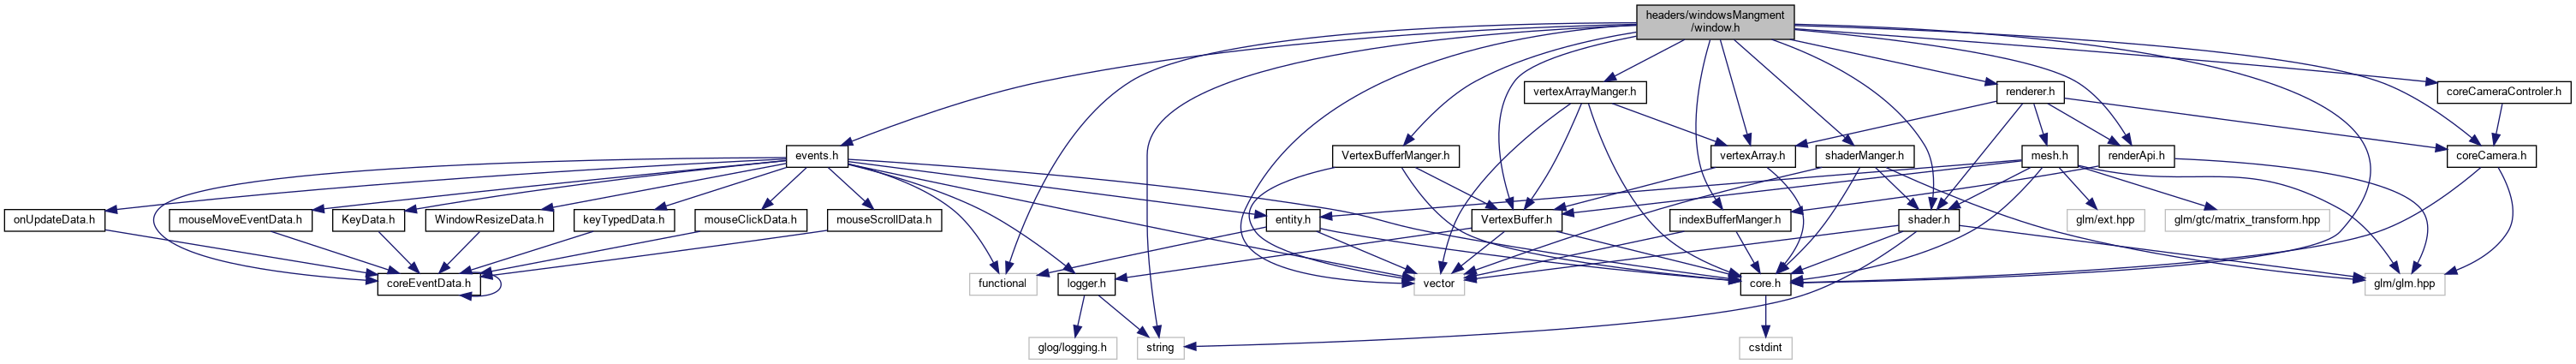 headers/windowsMangment
/window.h
vertexArrayManger.h
renderer.h
coreCameraControler.h
events.h
VertexBufferManger.h
vertexArray.h
shaderManger.h
mesh.h
renderApi.h
coreCamera.h
onUpdateData.h
mouseMoveEventData.h
KeyData.h
WindowResizeData.h
keyTypedData.h
mouseClickData.h
mouseScrollData.h
entity.h
VertexBuffer.h
indexBufferManger.h
shader.h
glm/ext.hpp
glm/gtc/matrix_transform.hpp
coreEventData.h
functional
logger.h
vector
core.h
glm/glm.hpp
glog/logging.h
string
cstdint